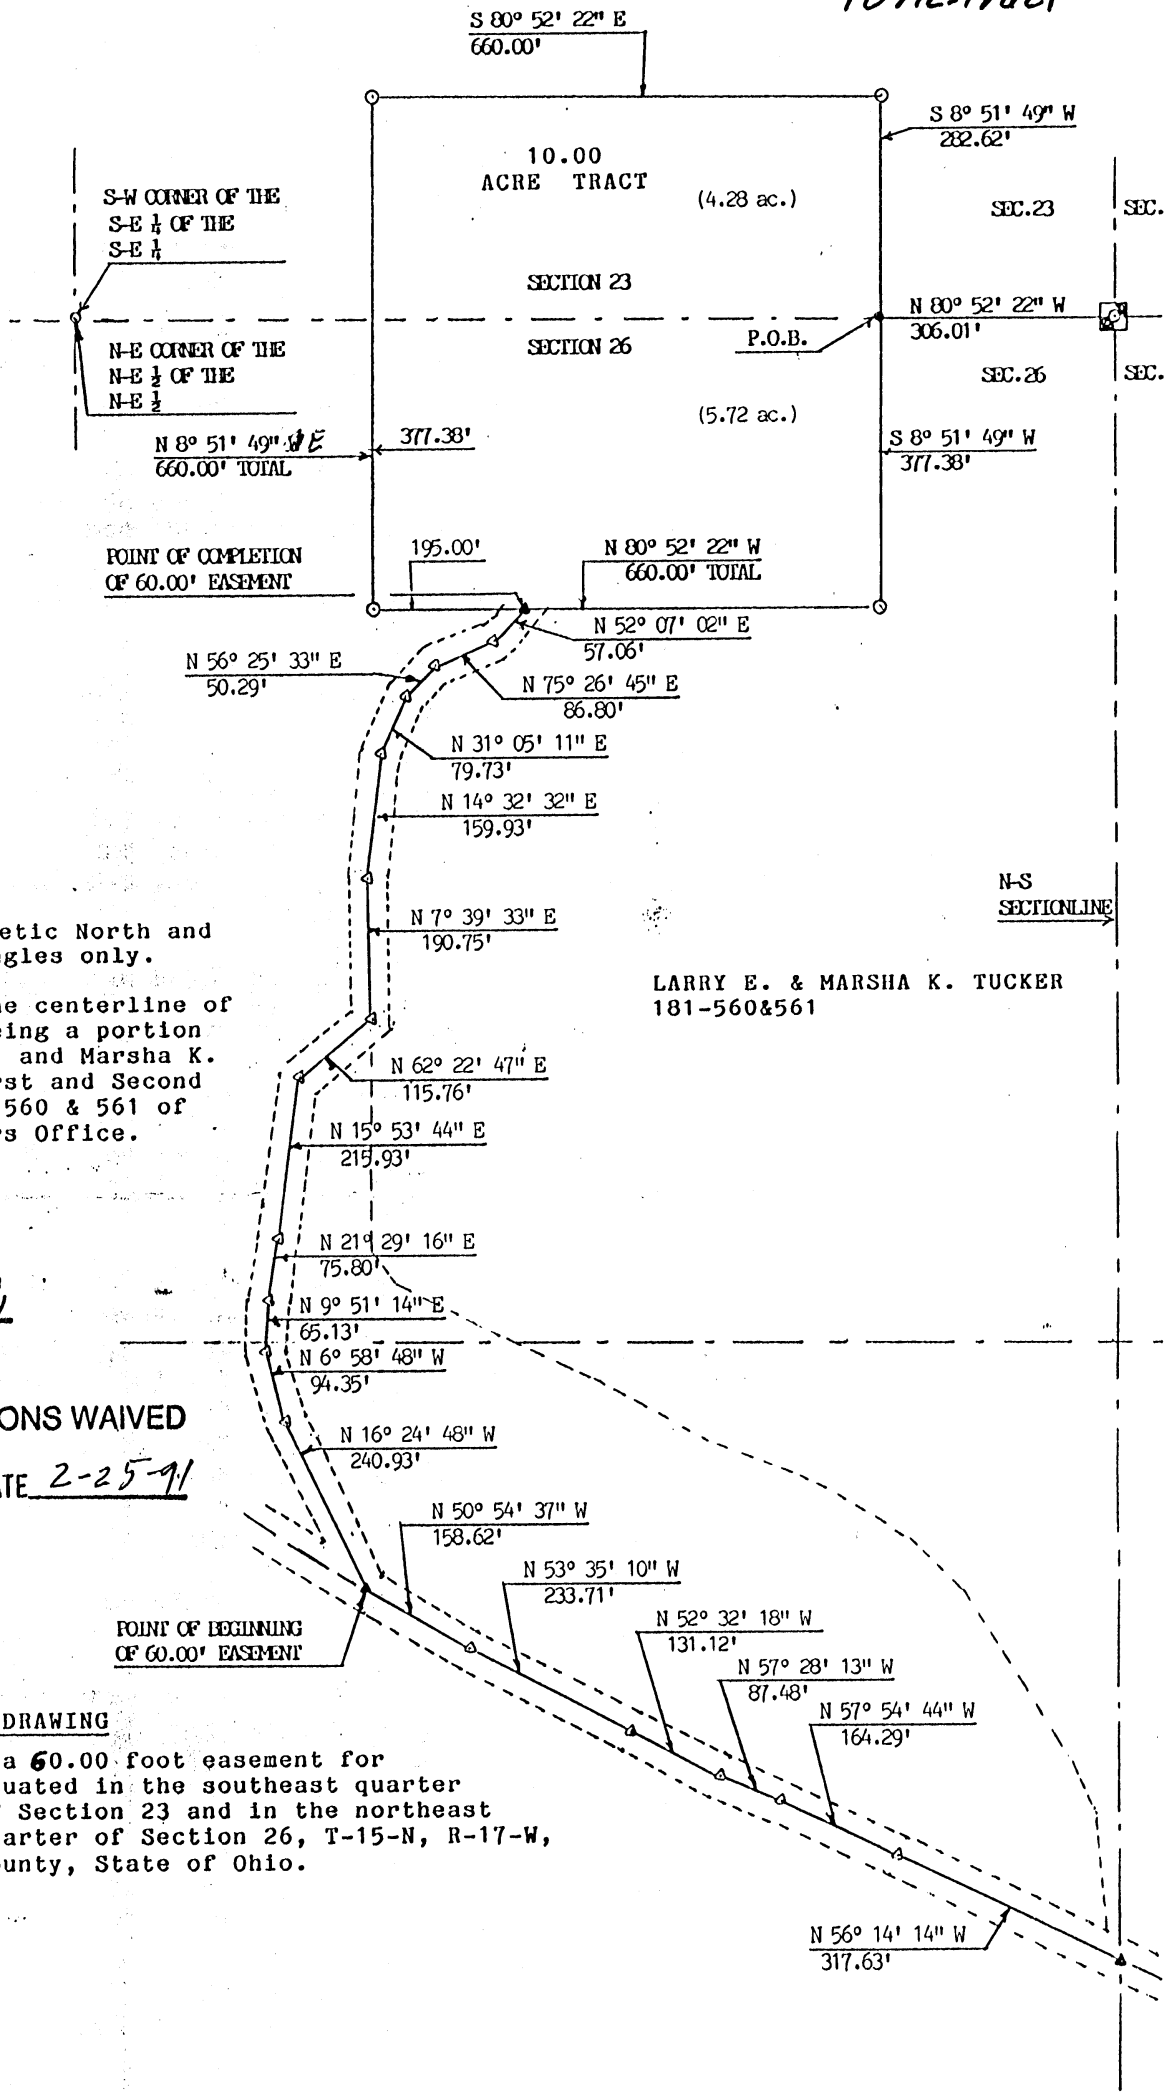 S 80° 52' 22" E
660.00'
S 8° 51' 49" W
282.62'
10.00
ACRE TRACT
(4.28 ac.)
S-W CORNER OF THE
S-E ¼ OF THE
S-E ¼
SEC.23
SEC.
SECTION 23
N 80° 52' 22" W
306.01'
P.O.B.
SECTION 26
N-E CORNER OF THE
N-E ½ OF THE
N-E ½
SEC.26
SEC.
(5.72 ac.)
N 8° 51' 49" E
660.00' TOTAL
377.38'
S 8° 51' 49" W
377.38'
POINT OF COMPLETION
OF 60.00' EASEMENT
195.00'
N 80° 52' 22" W
660.00' TOTAL
N 52° 07' 02" E
57.06'
N 56° 25' 33" E
50.29'
N 75° 26' 45" E
86.80'
N 31° 05' 11" E
79.73'
N 14° 32' 32" E
159.93'
N-S
SECTIONLINE
N 7° 39' 33" E
190.75'
etic North and
gles only.
LARRY E. & MARSHA K. TUCKER
181-560&561
e centerline of
eing a portion
and Marsha K.
rst and Second
560 & 561 of
rs Office.
N 62° 22' 47" E
115.76'
N 15° 53' 44" E
215.93'
N 21° 29' 16" E
75.80'
N 9° 51' 14" E
65.13'
N 6° 58' 48" W
94.35'
ONS WAIVED
N 16° 24' 48" W
240.93'
TE 2-25-91
N 50° 54' 37" W
158.62'
N 53° 35' 10" W
233.71'
N 52° 32' 18" W
131.12'
POINT OF BEGINNING
OF 60.00' EASEMENT
N 57° 28' 13" W
87.48'
N 57° 54' 44" W
164.29'
DRAWING
a 60.00 foot easement for
uated in the southeast quarter
Section 23 and in the northeast
arter of Section 26, T-15-N, R-17-W,
ounty, State of Ohio.
N 56° 14' 14" W
317.63'